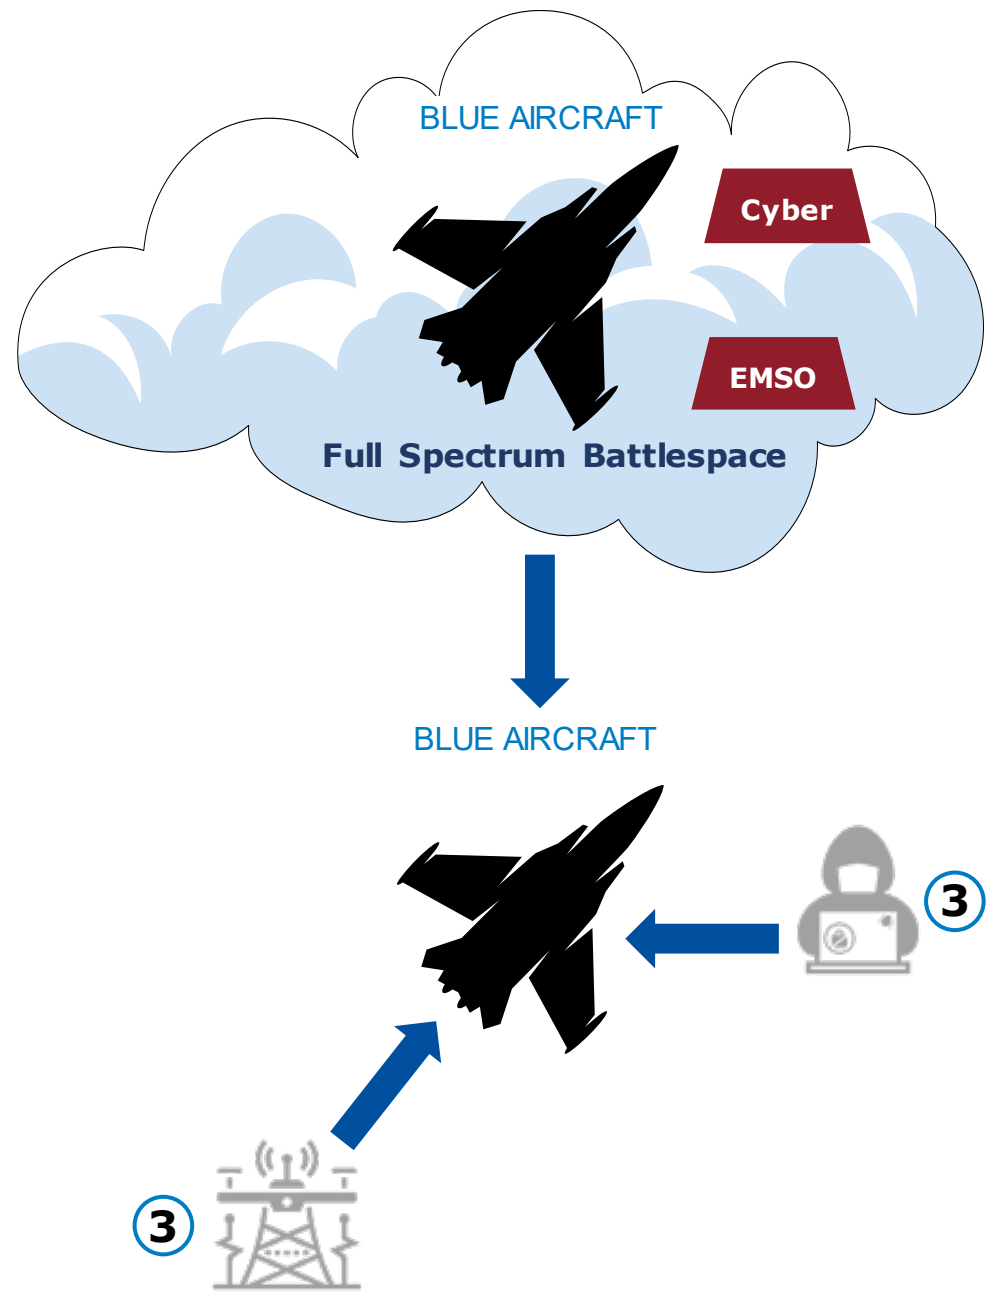 BLUE AIRCRAFT
Cyber
EMSO
Full Spectrum Battlespace
BLUE AIRCRAFT
3
3